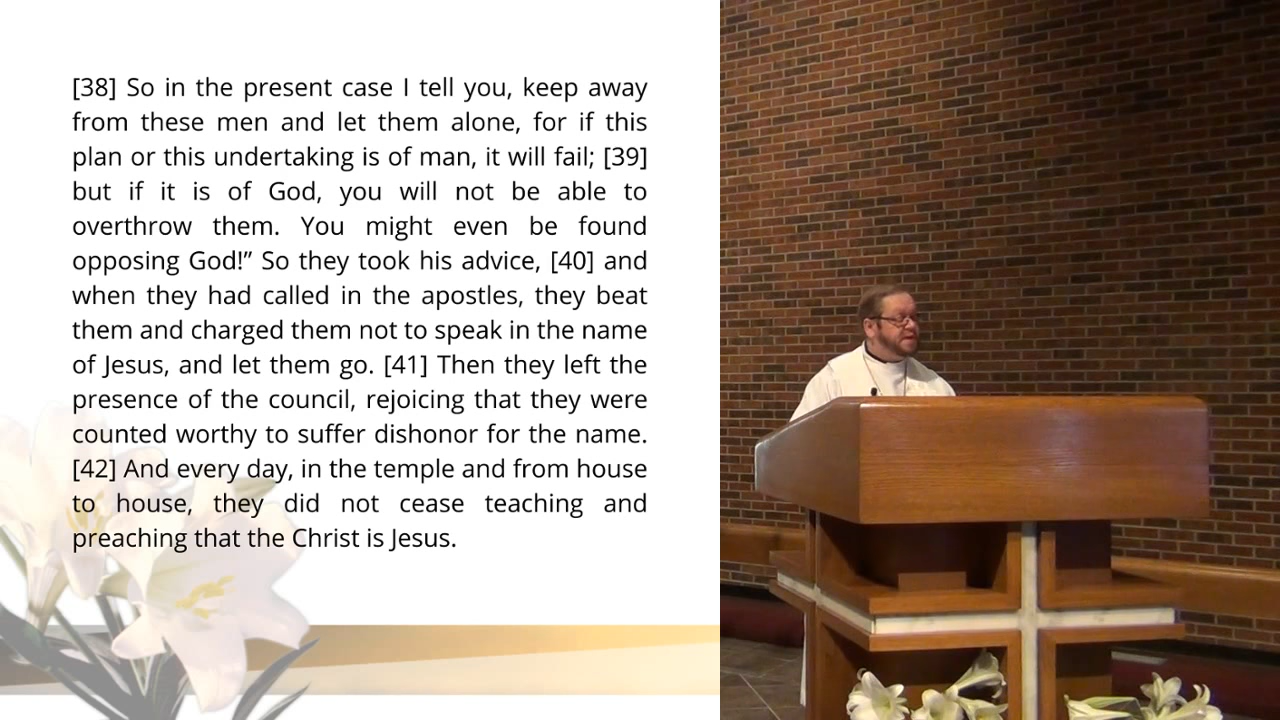 [38] So in the present case I tell you, keep away
from these men and let them alone, for if this
plan or this undertaking is of man, it will fail; [39]
but if it is of God, you will not be able to
overthrow them. You might even be found
opposing God!” So they took his advice, [40] and
when they had called in the apostles, they beat
them and charged them not to speak in the name
of Jesus, and let them go. [41] Then they left the
presence of the council, rejoicing that they were
counted worthy to suffer dishonor for the name.
[42] And every day, in the temple and from house
to house, they did not cease teaching and
preaching that the Christ is Jesus.